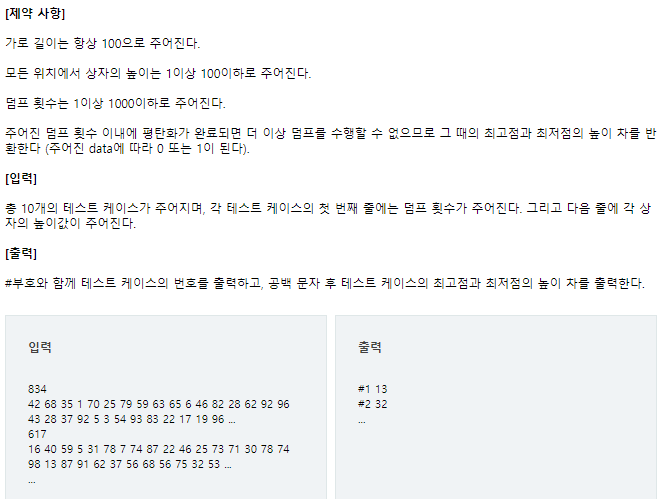 [제약 사항]
가로 길이는 항상 100으로 주어진다.
모든 위치에서 상자의 높이는 1이상 100이하로 주어진다.
덤프 횟수는 1이상 1000이하로 주어진다.
주어진 덤프 횟수 이내에 평탄화가 완료되면 더 이상 덤프를 수행할 수 없으므로 그 때의 최고점과 최저점의 높이 차를 반
환한다 (주어진 data에 따라 0 또는 1이 된다).
[입력]
총 10개의 테스트 케이스가 주어지며, 각 테스트 케이스의 첫 번째 줄에는 덤프 횟수가 주어진다. 그리고 다음 줄에 각 상
자의 높이값이 주어진다.
[출력]
#부호와 함께 테스트 케이스의 번호를 출력하고, 공백 문자 후 테스트 케이스의 최고점과 최저점의 높이 차를 출력한다.
입력
834
42 68 35 1 70 25 79 59 63 65 6 46 82 28 62 92 96
43 28 37 92 5 3 54 93 83 22 17 19 96 ...
617
16 40 59 5 31 78 7 74 87 22 46 25 73 71 30 78 74
98 13 87 91 62 37 56 68 56 75 32 53 ...
...
출력
#1 13
#2 32
...